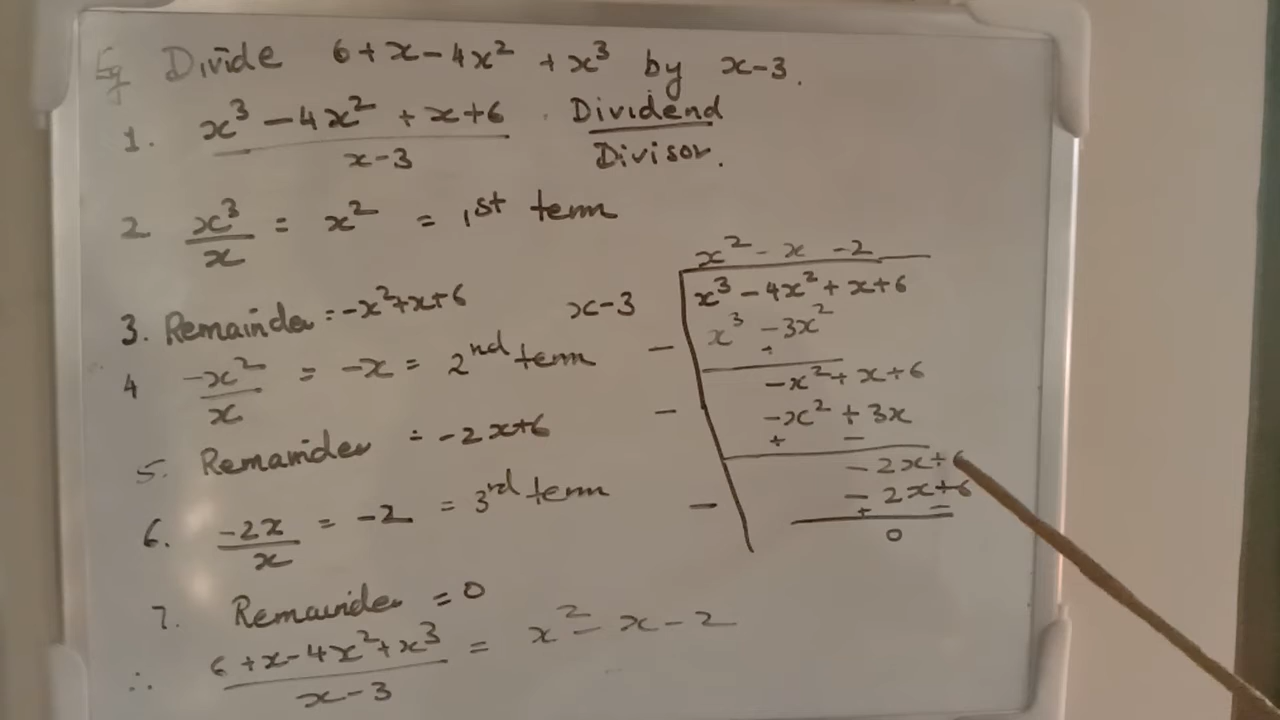 Eg Divide 6+x-4x² +x³ by x-3.
1. x³-4x²+x+6 Dividend
x-3 Divisor.
2 x³/x = x² = 1st term
3. Remainder = -x²+x+6
4 -x²/x = -x = 2nd term
5. Remainder = -2x+6
6. -2x/x = -2 = 3rd term
7. Remainder = 0
∴ 6+x-4x²+x³ / x-3 = x²-x-2
x² - x - 2
x-3 x³-4x²+x+6
- x³ -3x²
+
-x²+x+6
- -x²+3x
+ -
-2x+6
- -2x+6
+ -
0